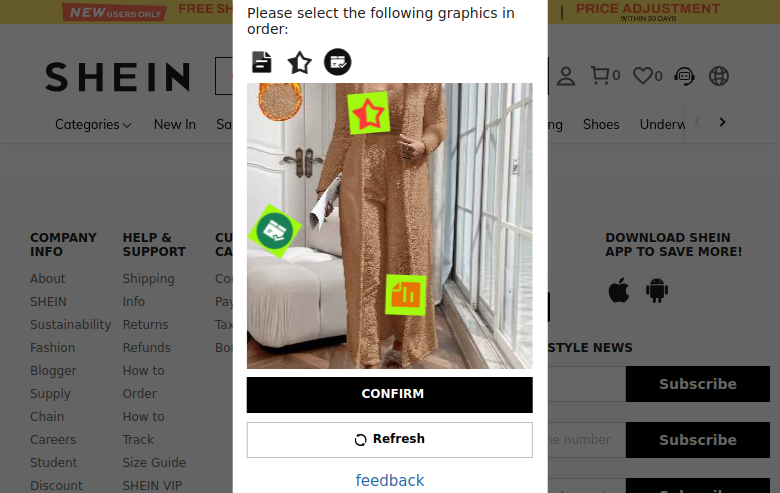 Please select the following graphics in
order:
NEW USERS ONLY
FREE SH
PRICE ADJUSTMENT
WITHIN 30 DAYS
SHEIN
0
0
Categories
New In
Sa
ng
Shoes
Underw
COMPANY
INFO
About
SHEIN
Sustainability
Fashion
Blogger
Supply
Chain
Careers
Student
Discount
HELP &
SUPPORT
Shipping
Info
Returns
Refunds
How to
Order
How to
Track
Size Guide
SHEIN VIP
CU
CA
Co
Pay
Tax
Bo
DOWNLOAD SHEIN
APP TO SAVE MORE!
STYLE NEWS
Subscribe
ne number
Subscribe
Subscribe
CONFIRM
Refresh
feedback